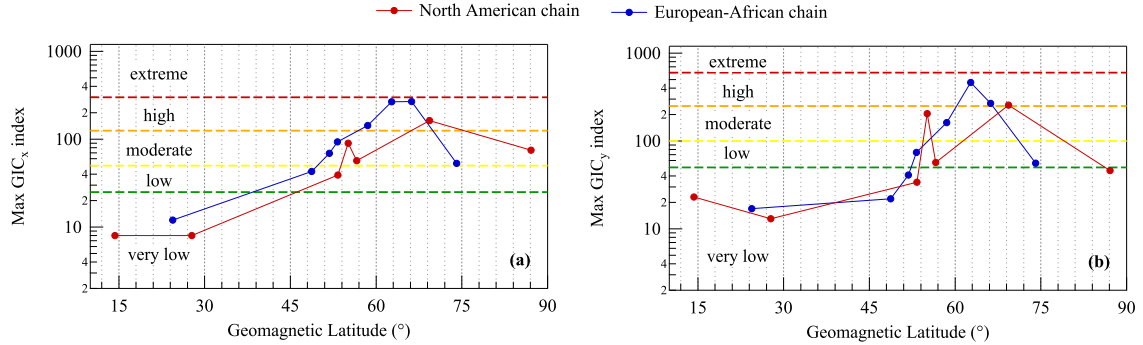 North American chain
European-African chain
1000
4
2
100
4
2
10
4
2
extreme
high
moderate
low
very low
(a)
15
30
45
60
75
90
Geomagnetic Latitude (°)
Max GICx index
1000
4
2
100
4
2
10
4
2
extreme
high
moderate
low
very low
(b)
15
30
45
60
75
90
Geomagnetic Latitude (°)
Max GICy index